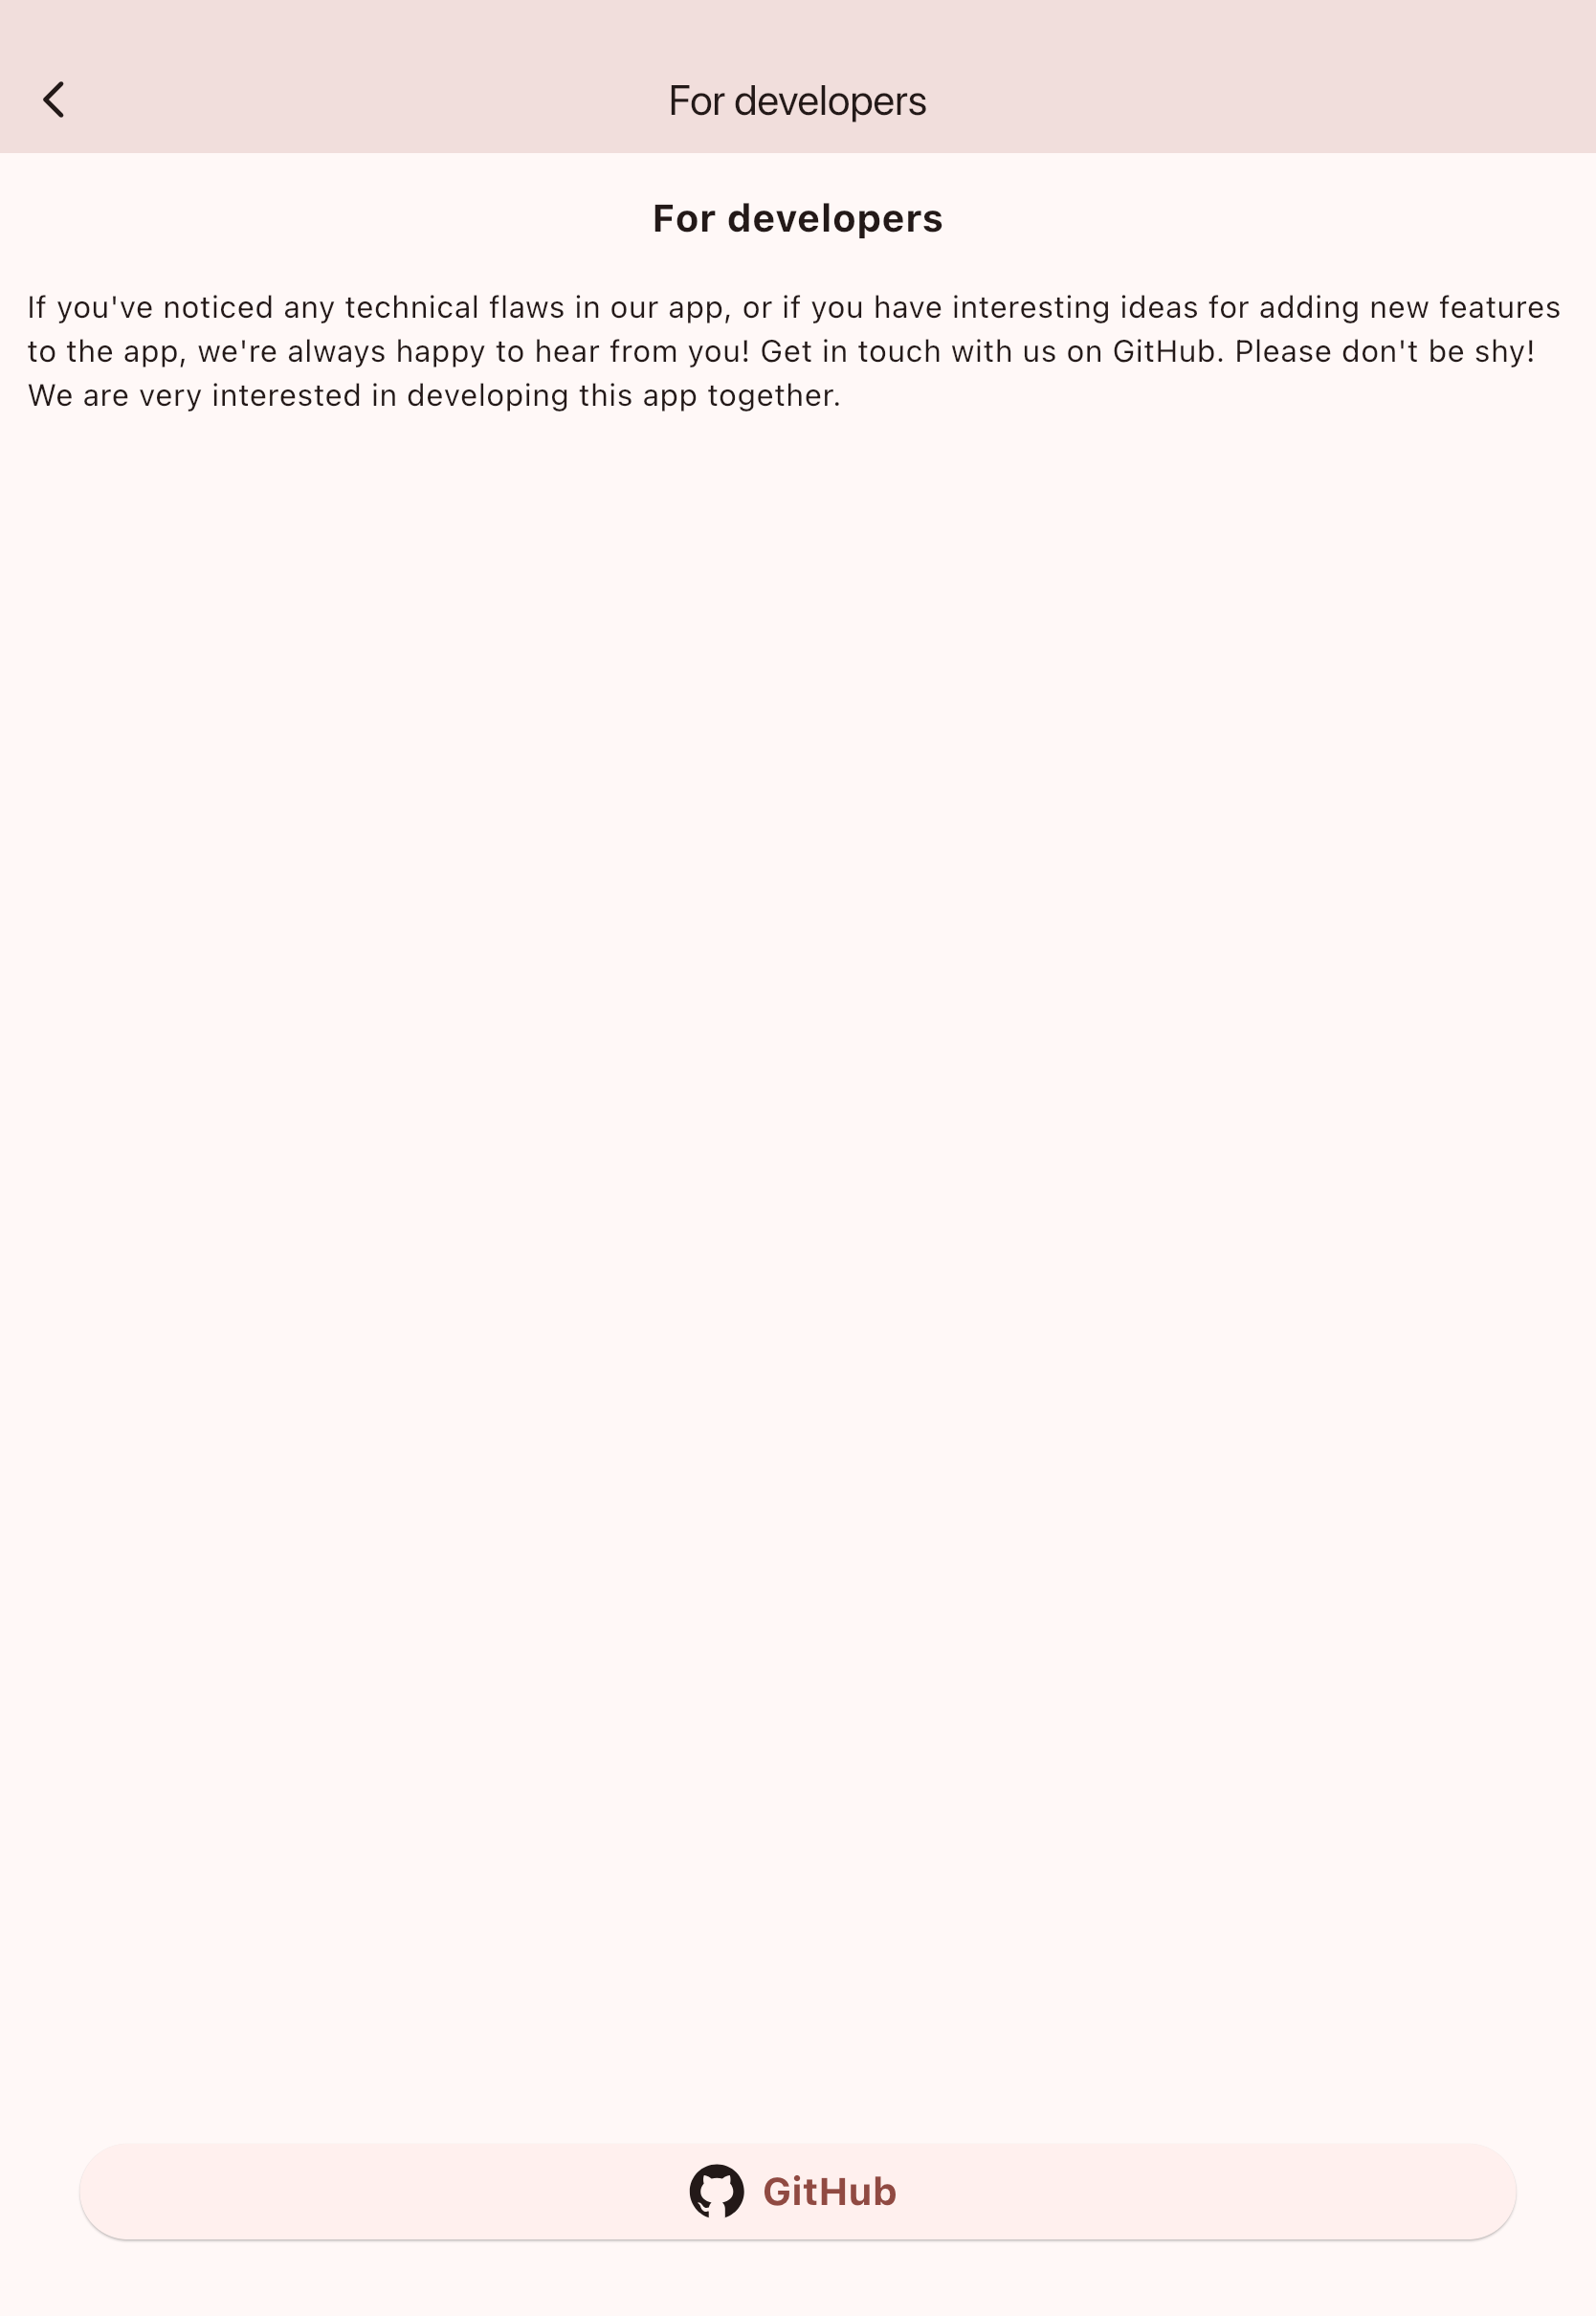 For developers
For developers
If you've noticed any technical flaws in our app, or if you have interesting ideas for adding new features
to the app, we're always happy to hear from you! Get in touch with us on GitHub. Please don't be shy!
We are very interested in developing this app together.
GitHub